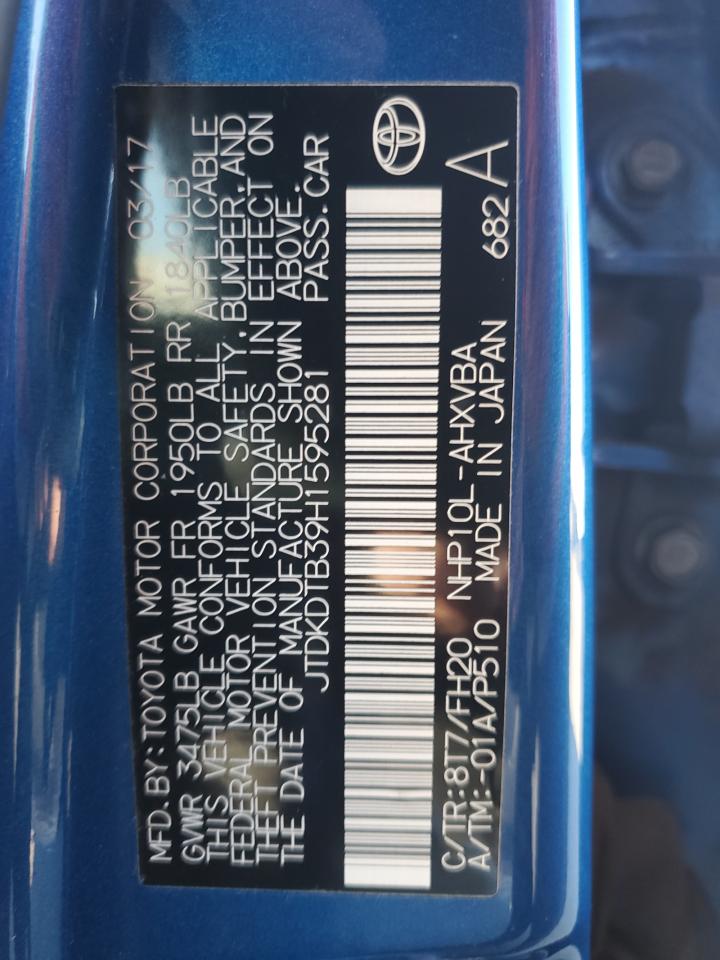 MFD.BY:TOYOTA MOTOR CORPORATION 03/17
GVWR 3475LB GAWR FR 1950LB RR 1840LB
THIS VEHICLE CONFORMS TO ALL APPLICABLE
FEDERAL MOTOR VEHICLE SAFETY,BUMPER,AND
THEFT PREVENTION STANDARDS IN EFFECT ON
THE DATE OF MANUFACTURE SHOWN ABOVE.
JTDKDTB39H1595281 PASS.CAR
C/TR:8T7/FH20 NHP10L-AHXVBA 682
A/TM:-01A/P510 MADE IN JAPAN A